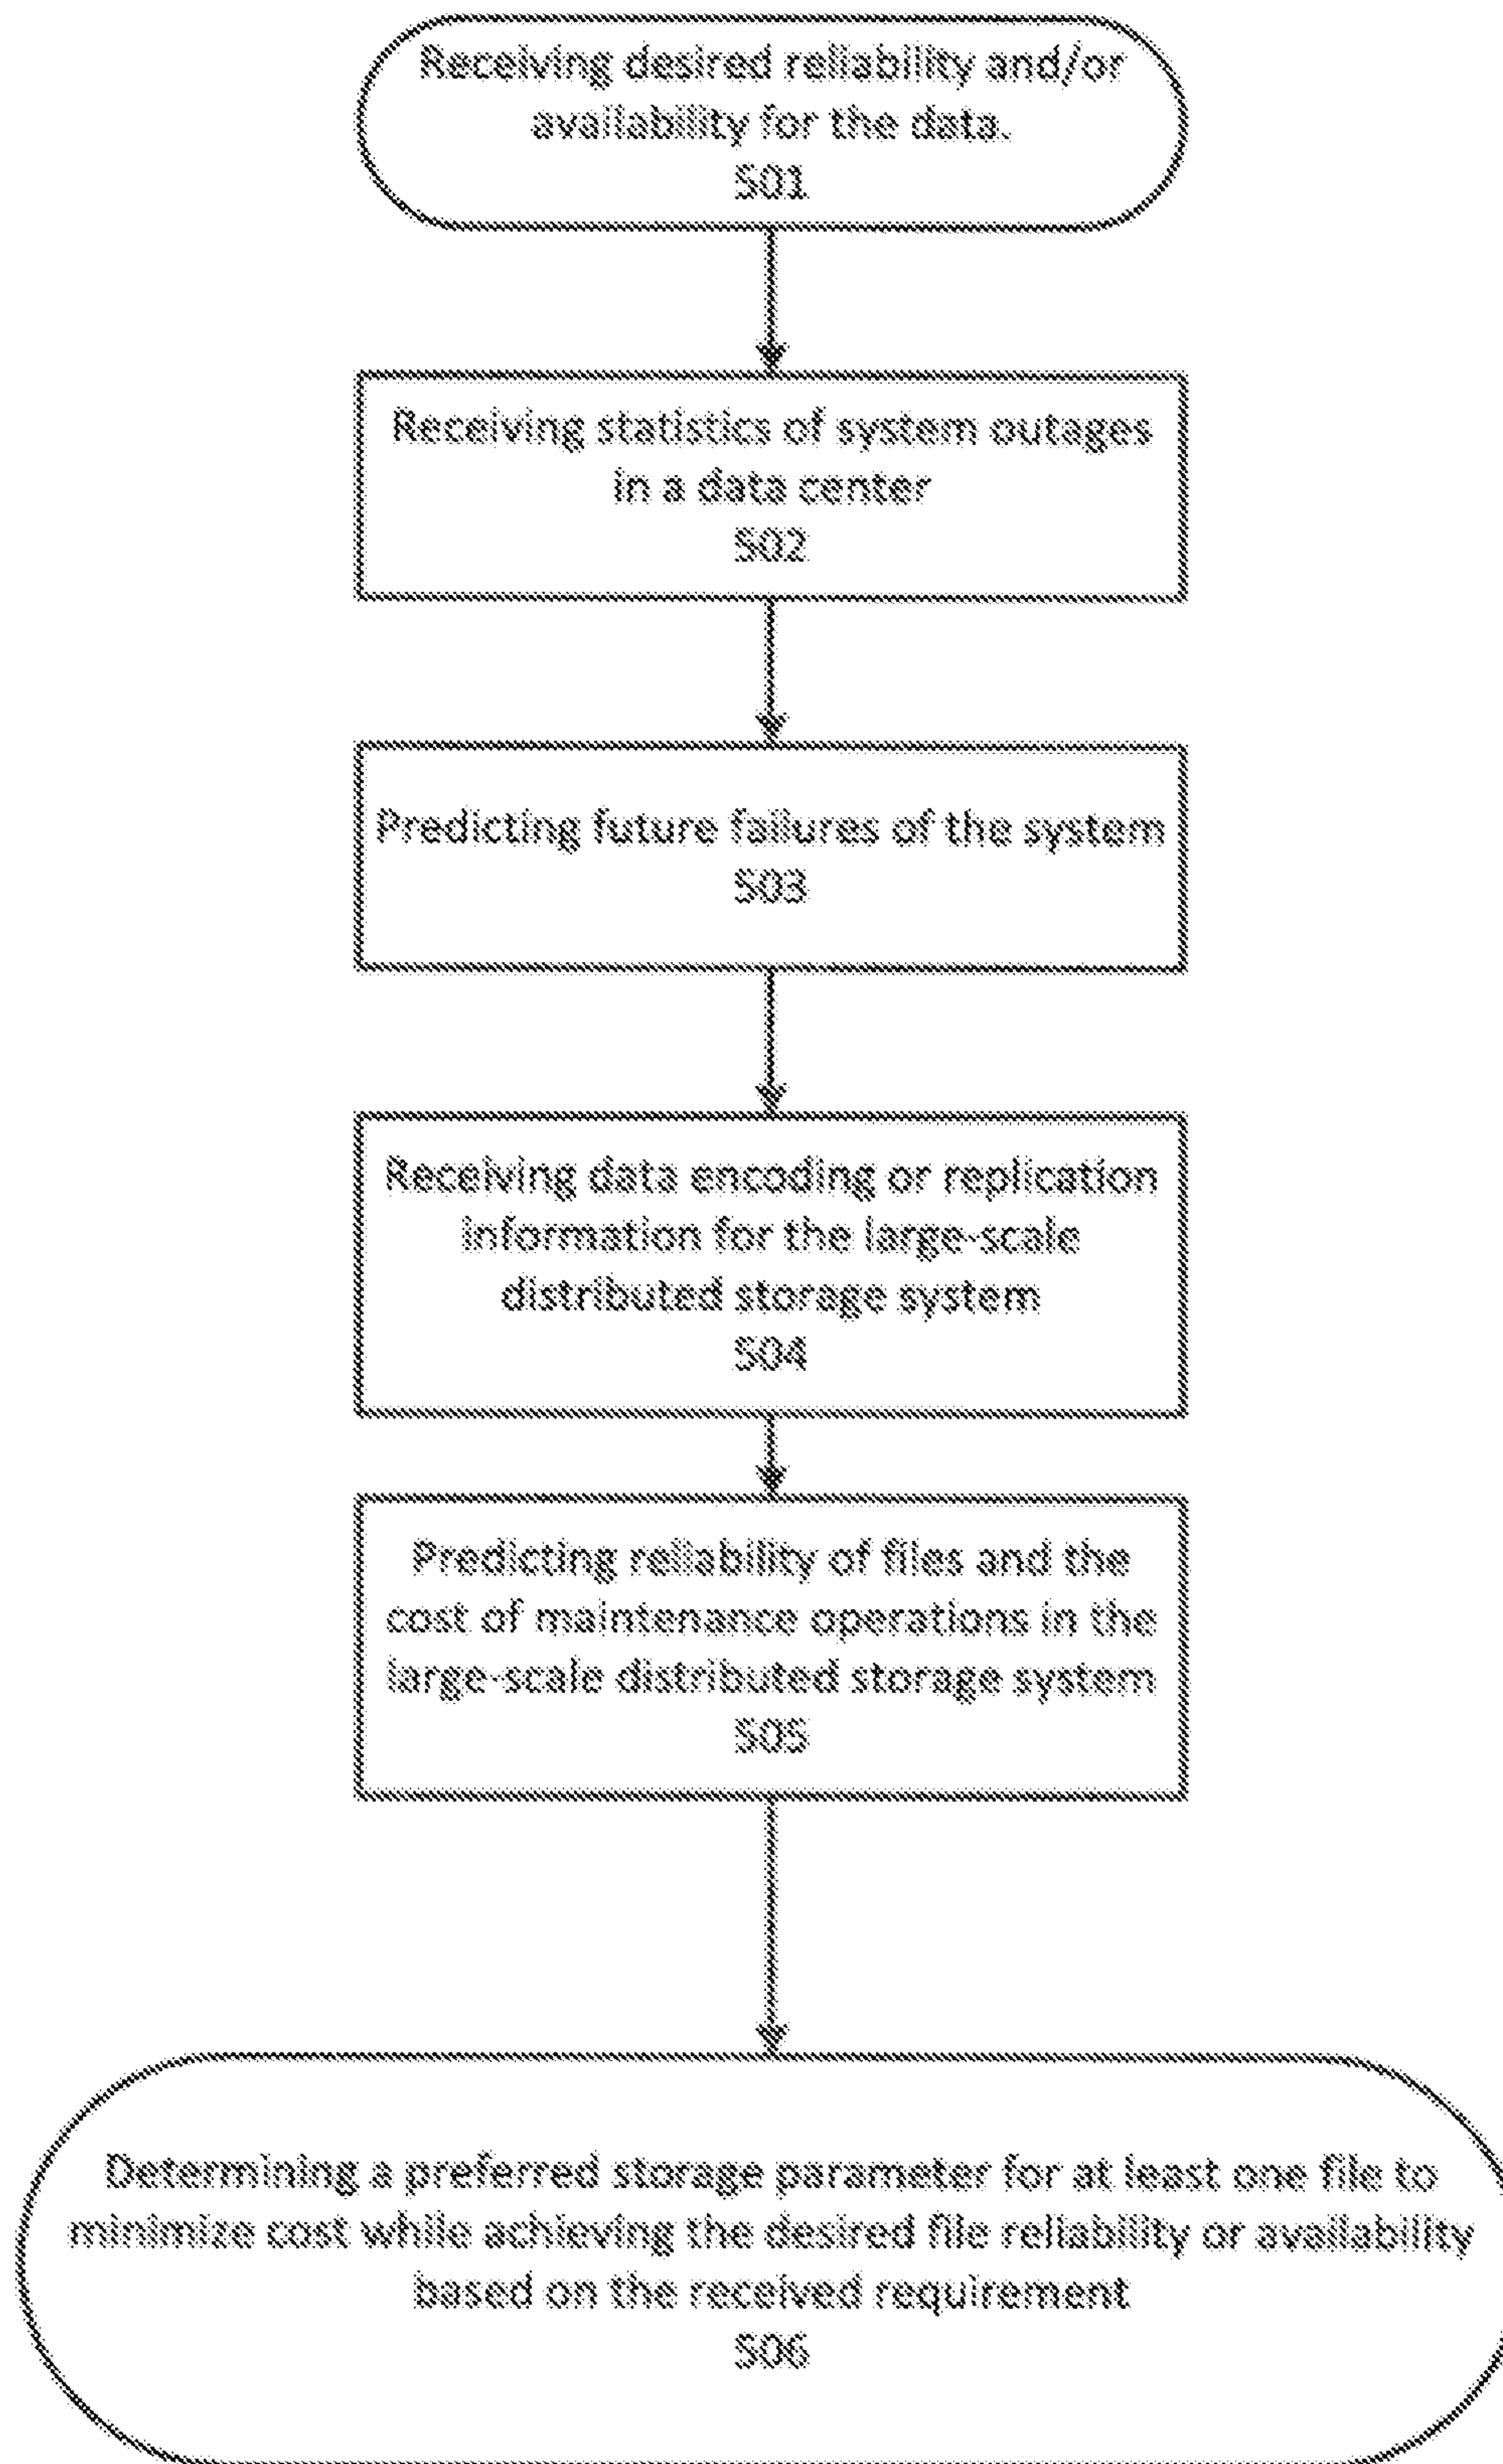 Receiving desired reliability and/or
availability for the data.
S01
Receiving statistics of system outages
in a data center
S02
Predicting future failures of the system
S03
Receiving data encoding or replication
information for the large-scale
distributed storage system
S04
Predicting reliability of files and the
cost of maintenance operations in the
large-scale distributed storage system
S05
Determining a preferred storage parameter for at least one file to
minimize cost while achieving the desired file reliability or availability
based on the received requirement
S06